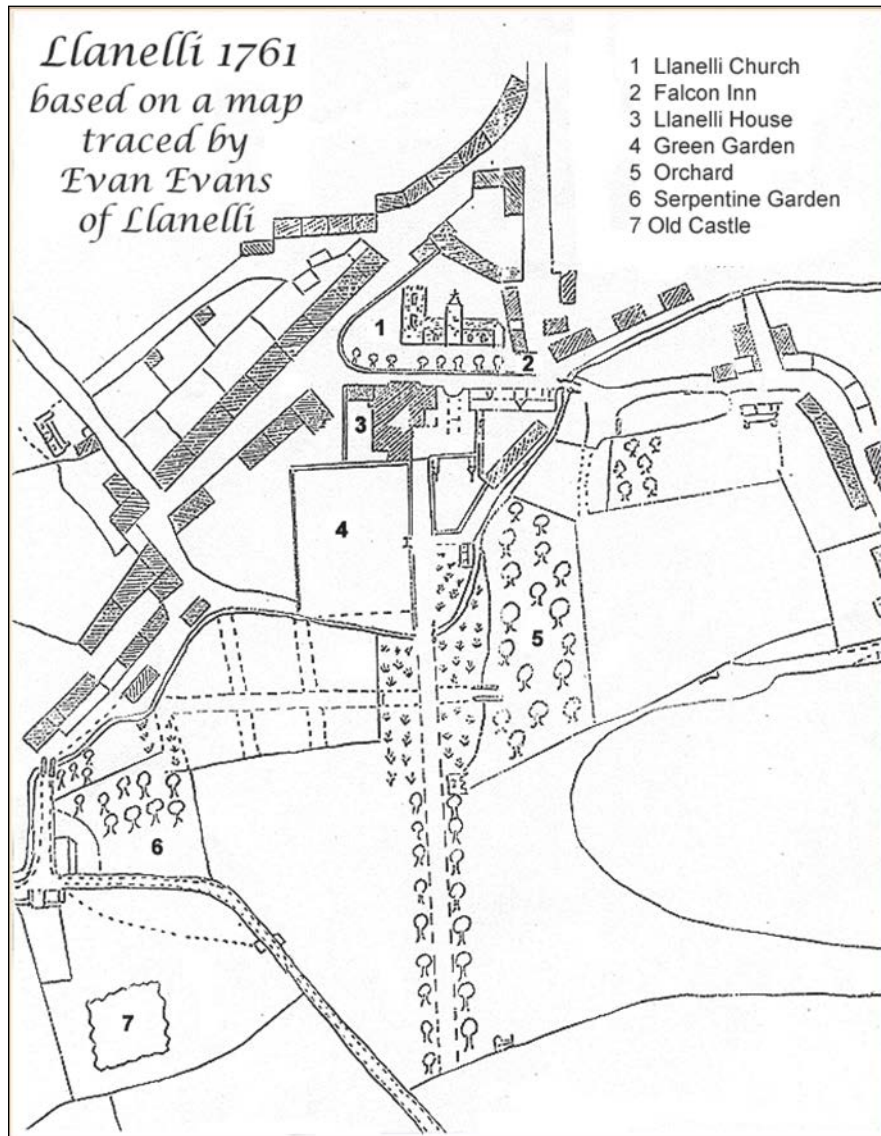 Llanelli 1761
based on a map
traced by
Evan Evans
of Llanelli
1 Llanelli Church
2 Falcon Inn
3 Llanelli House
4 Green Garden
5 Orchard
6 Serpentine Garden
7 Old Castle
1
2
3
4
5
6
7